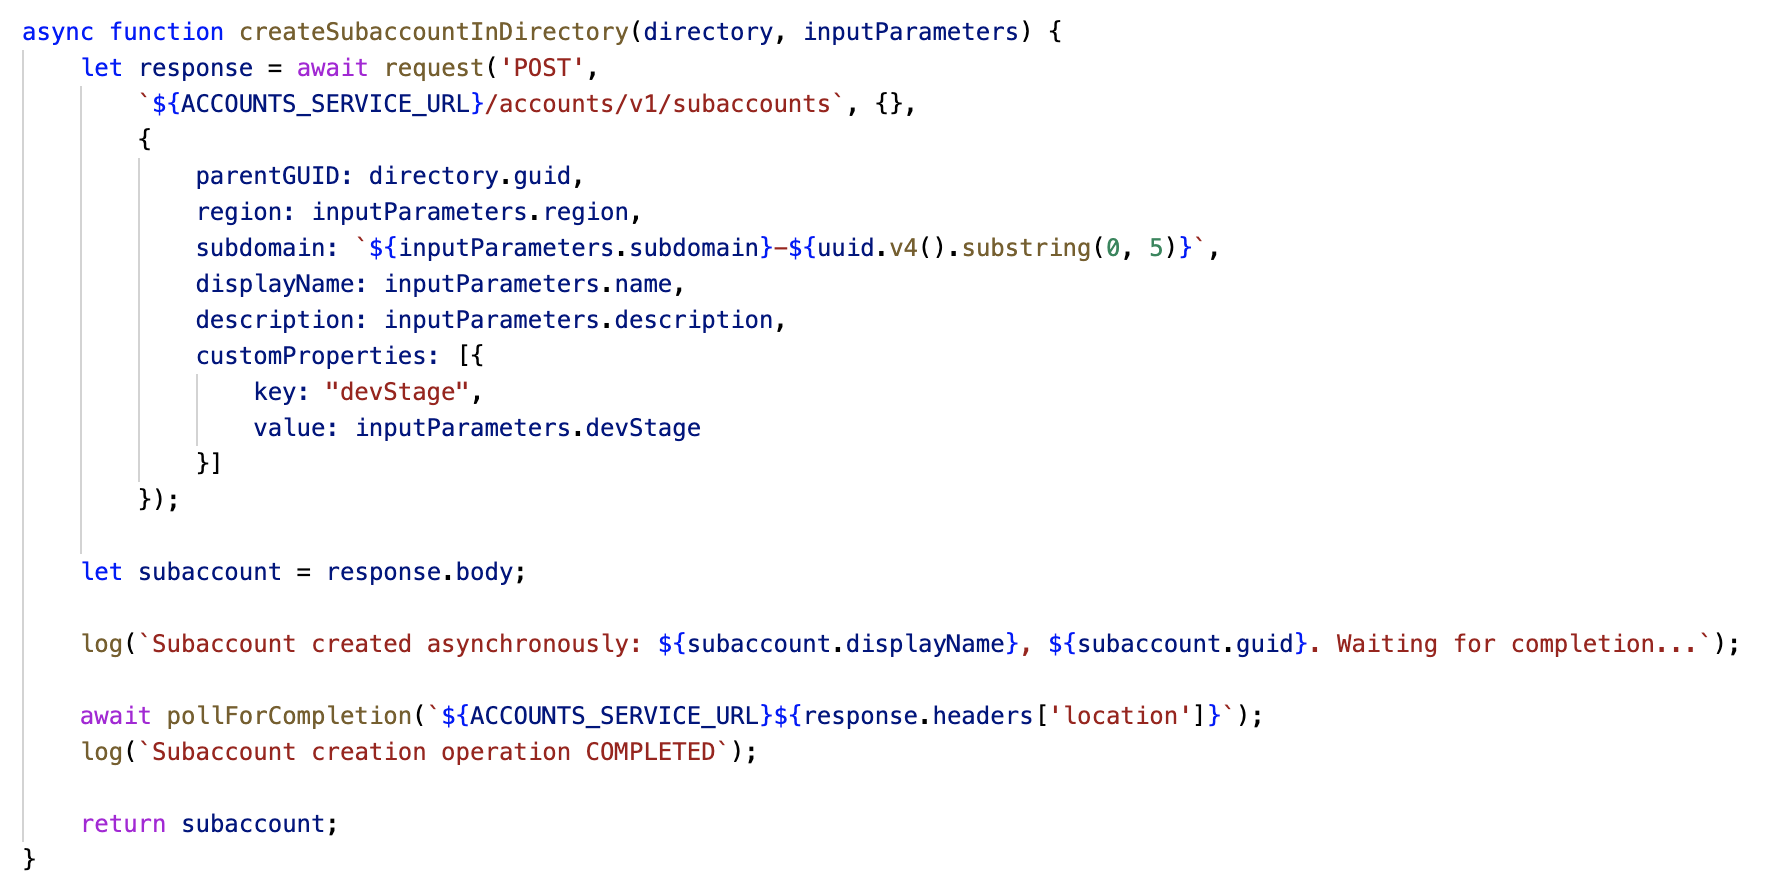 async function createSubaccountInDirectory(directory, inputParameters) {
    let response = await request('POST',
        `${ACCOUNTS_SERVICE_URL}/accounts/v1/subaccounts`, {},
        {
            parentGUID: directory.guid,
            region: inputParameters.region,
            subdomain: `${inputParameters.subdomain}-${uuid.v4().substring(0, 5)}`,
            displayName: inputParameters.name,
            description: inputParameters.description,
            customProperties: [{
                key: "devStage",
                value: inputParameters.devStage
            }]
        });

    let subaccount = response.body;

    log(`Subaccount created asynchronously: ${subaccount.displayName}, ${subaccount.guid}. Waiting for completion...`);

    await pollForCompletion(`${ACCOUNTS_SERVICE_URL}${response.headers['location']}`);
    log(`Subaccount creation operation COMPLETED`);

    return subaccount;
}